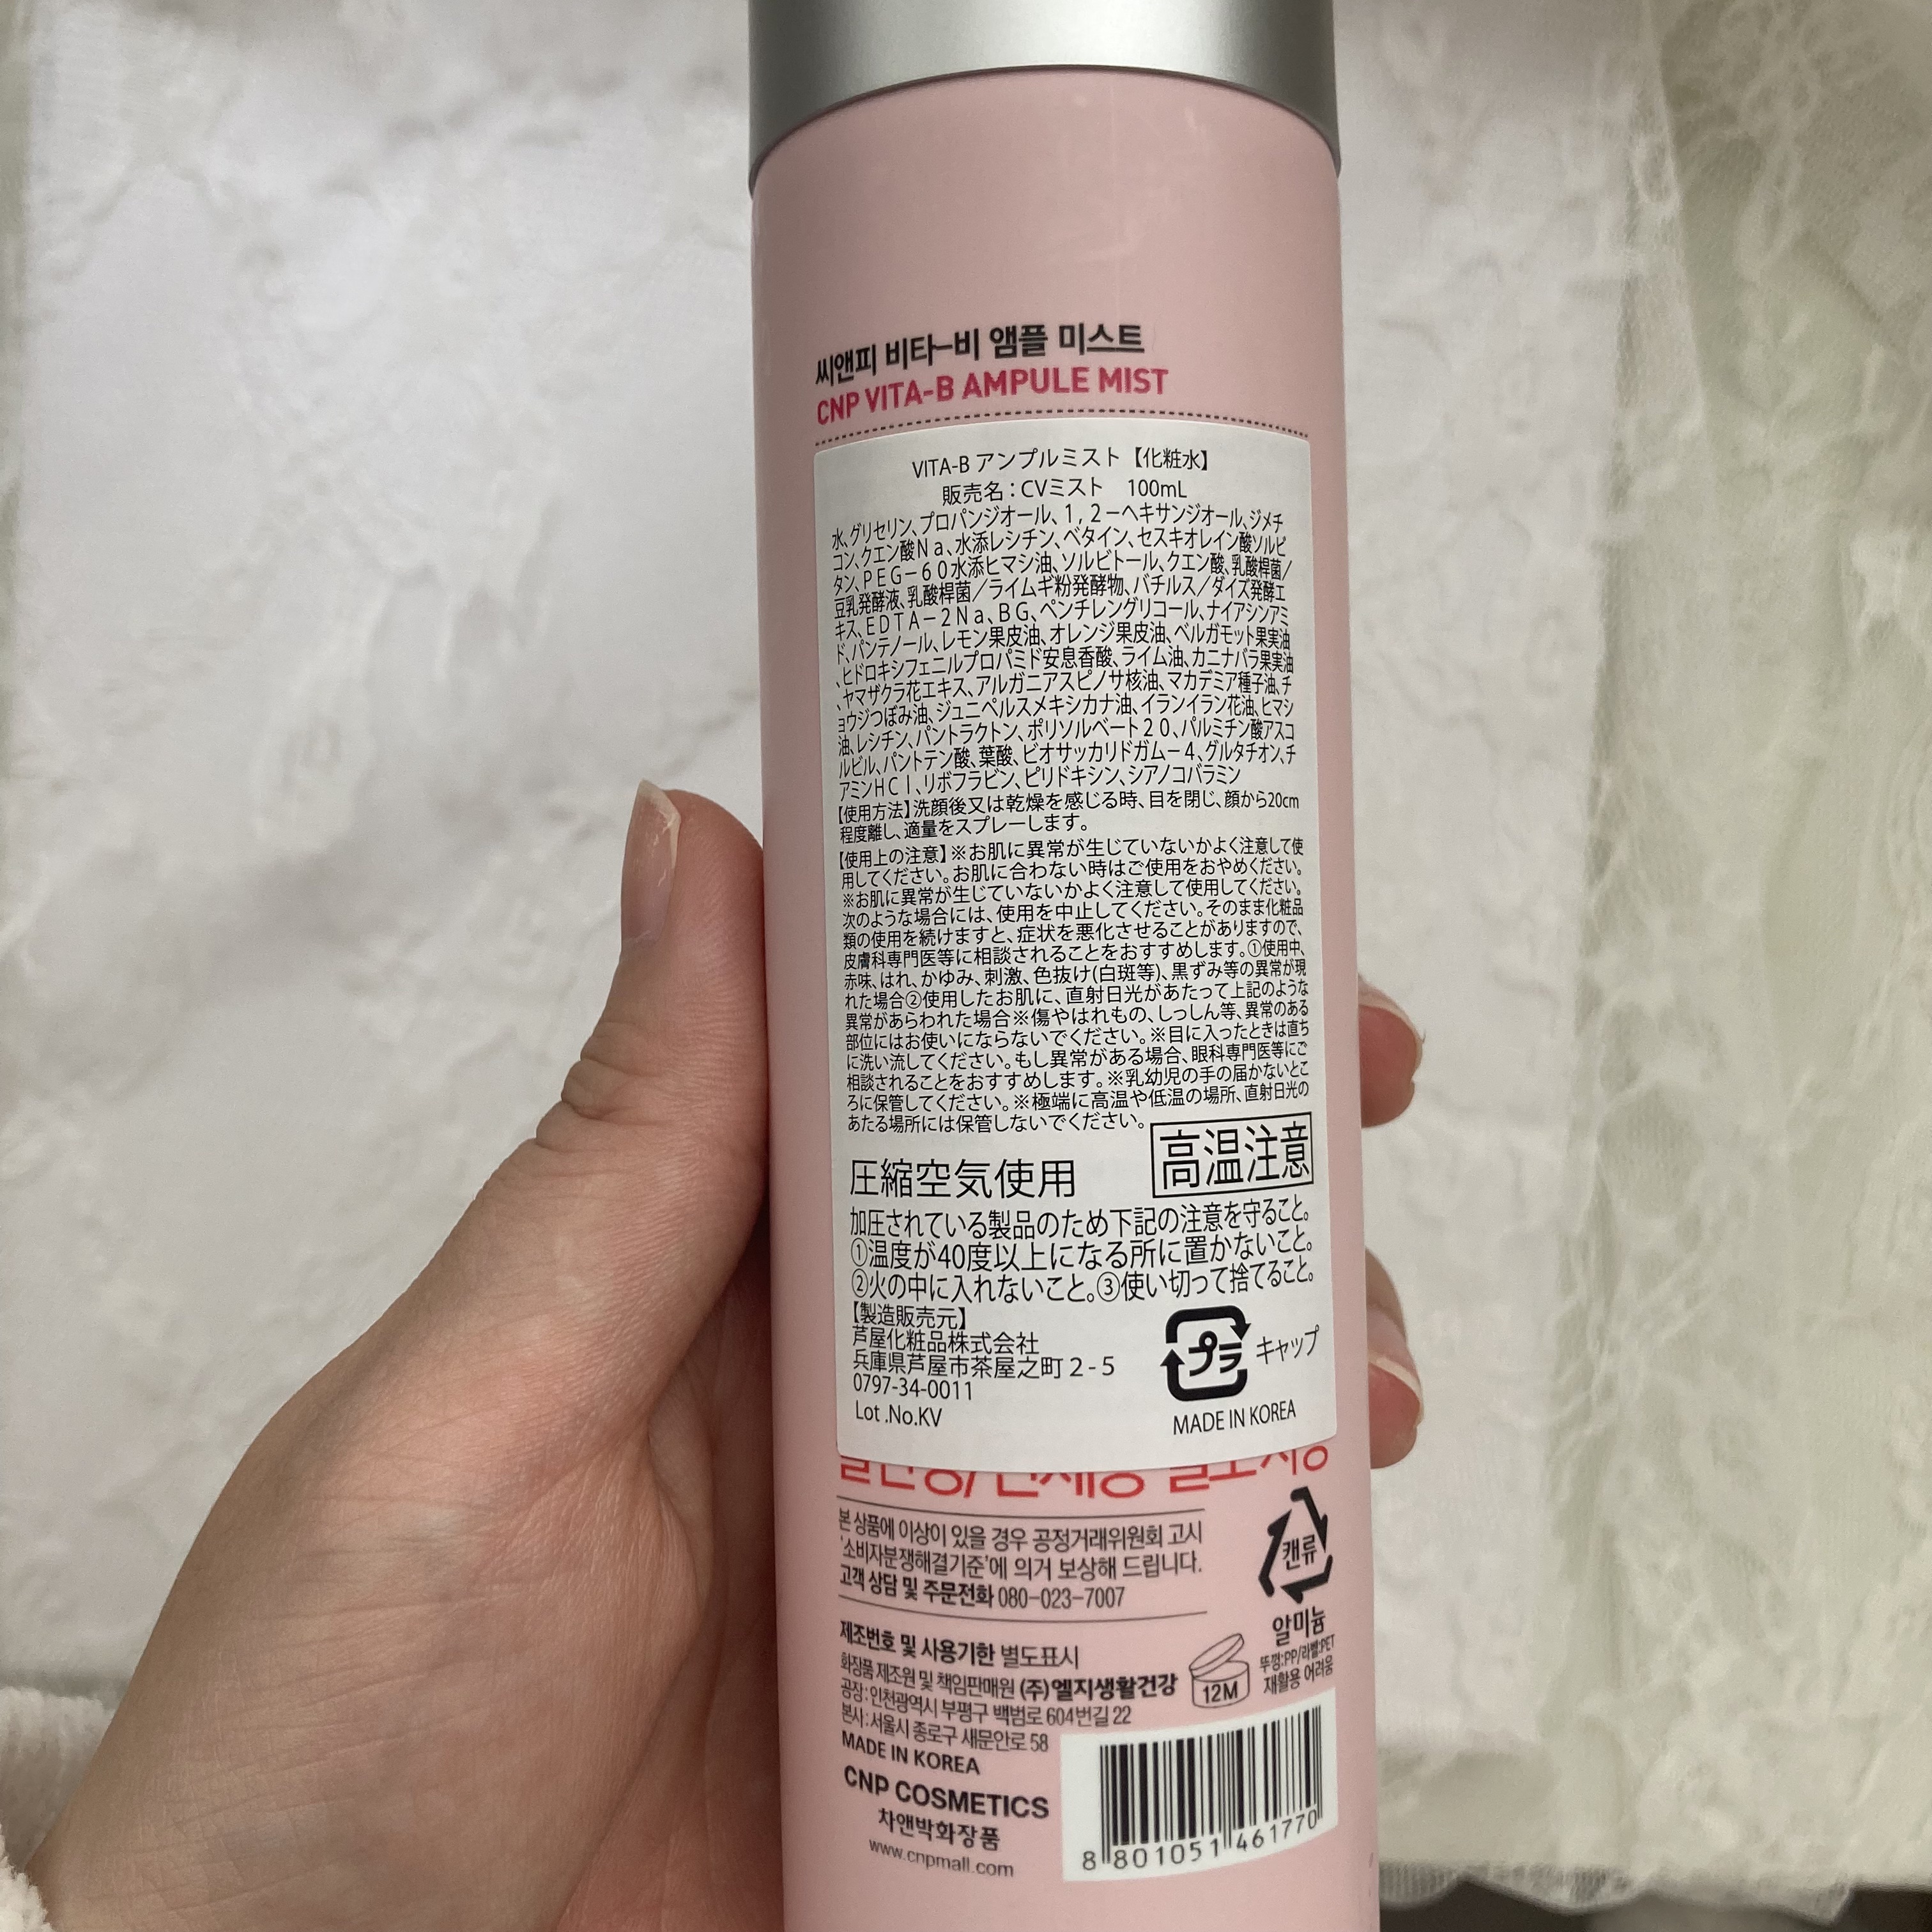 씨앤피 비타-비 앰플 미스트
CNP VITA-B AMPULE MIST
VITA-B アンプルミスト【化粧水】
販売名：CVミスト　100mL
水、グリセリン、プロパンジオール、１，２－ヘキサンジオール、ジメチ
コン、クエン酸Ｎａ、水添レシチン、ベタイン、セスキオレイン酸ソルビ
タン、ＰＥＧ－６０水添ヒマシ油、ソルビトール、クエン酸、乳酸桿菌／
豆乳発酵液、乳酸桿菌／ライムギ粉発酵物、バチルス／ダイズ発酵エ
キス、ＥＤＴＡ－２Ｎａ、ＢＧ、ペンチレングリコール、ナイアシンアミ
ド、パンテノール、レモン果皮油、オレンジ果皮油、ベルガモット果実油
、ヒドロキシフェニルプロパミド安息香酸、ライム油、カニナバラ果実油
、ヤマザクラ花エキス、アルガニアスピノサ核油、マカデミア種子油、チ
ョウジつぼみ油、ジュニペルスメキシカナ油、イランイラン花油、ヒマシ
油、レシチン、パントラクトン、ポリソルベート２０、パルミチン酸アスコ
ルビル、パントテン酸、葉酸、ビオサッカリドガム－４、グルタチオン、チ
アミンＨＣｌ、リボフラビン、ピリドキシン、シアノコバラミン
【使用方法】洗顔後又は乾燥を感じる時、目を閉じ、顔から20cm
程度離し、適量をスプレーします。
【使用上の注意】※お肌に異常が生じていないかよく注意して使
用してください。お肌に合わない時はご使用をおやめください。
※お肌に異常が生じていないかよく注意して使用してください。
次のような場合には、使用を中止してください。そのまま化粧品
類の使用を続けますと、症状を悪化させることがありますので、
皮膚科専門医等に相談されることをおすすめします。①使用中、
赤味、はれ、かゆみ、刺激、色抜け(白斑等)、黒ずみ等の異常が現
れた場合②使用したお肌に、直射日光があたって上記のような
異常があらわれた場合※傷やはれもの、しっしん等、異常のある
部位にはお使いにならないでください。※目に入ったときは直ち
に洗い流してください。もし異常がある場合、眼科専門医等にご
相談されることをおすすめします。※乳幼児の手の届かないとこ
ろに保管してください。※極端に高温や低温の場所、直射日光の
あたる場所には保管しないでください。
高温注意
圧縮空気使用
加圧されている製品のため下記の注意を守ること。
①温度が40度以上になる所に置かないこと。
②火の中に入れないこと。③使い切って捨てること。
【製造販売元】
芦屋化粧品株式会社
兵庫県芦屋市茶屋之町２-５
0797-34-0011
Lot .No.KV
プラ
キャップ
MADE IN KOREA
본 상품에 이상이 있을 경우 공정거래위원회 고시
'소비자분쟁해결기준'에 의거 보상해 드립니다.
고객 상담 및 주문전화 080-023-7007
캔류
알미늄
뚜껑:PP/라벨:PET
재활용 어려움
제조번호 및 사용기한 별도표시
화장품 제조원 및 책임판매원 (주)엘지생활건강
공장: 인천광역시 부평구 백범로 604번길 22
본사: 서울시 종로구 새문안로 58
12M
MADE IN KOREA
CNP COSMETICS
차앤박화장품
www.cnpmall.com
8 801051 461770